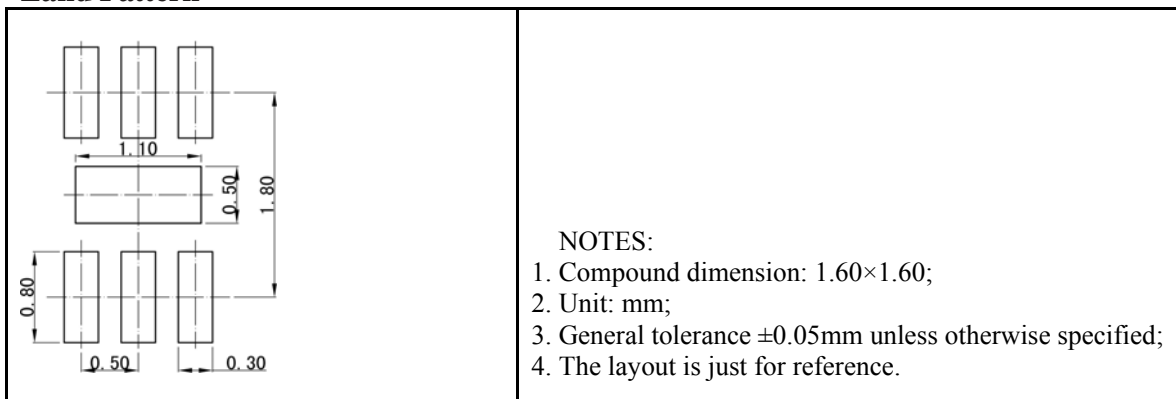 1.10
0.50
1.80
0.80
0.50
0.30
NOTES:
1. Compound dimension: 1.60×1.60;
2. Unit: mm;
3. General tolerance ±0.05mm unless otherwise specified;
4. The layout is just for reference.